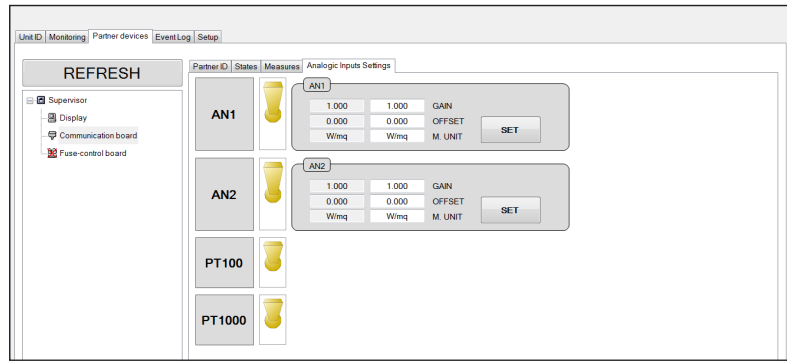 Unit ID Monitoring Partner devices Event Log Setup
REFRESH
Supervisor
Display
Communication board
Fuse-control board
Partner ID States Measures Analogic Inputs Settings
AN1
AN1
1.000 1.000 GAIN
0.000 0.000 OFFSET
W/mq W/mq M. UNIT
SET
AN2
AN2
1.000 1.000 GAIN
0.000 0.000 OFFSET
W/mq W/mq M. UNIT
SET
PT100
PT1000